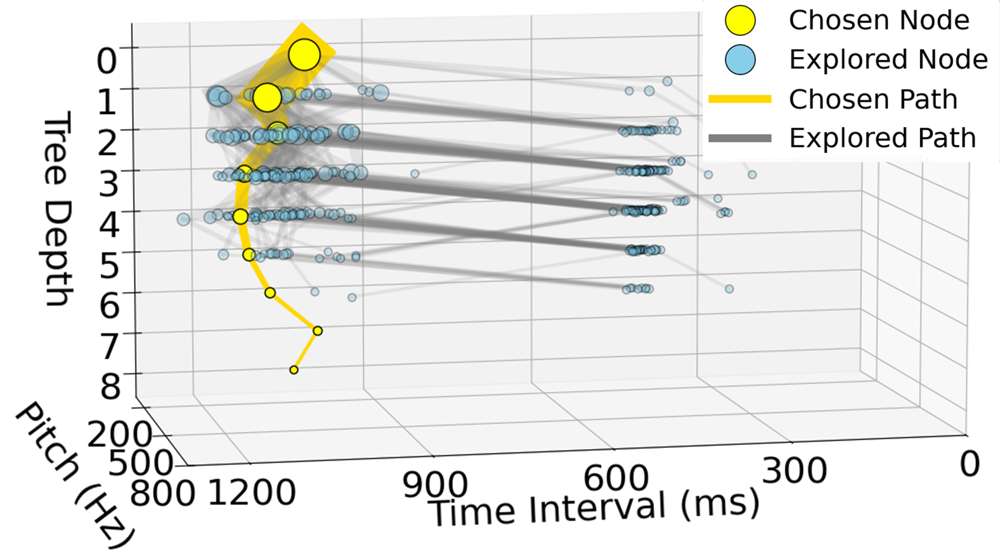 Chosen Node
Explored Node
Chosen Path
Explored Path
Tree Depth
0
1
2
3
4
5
6
7
8
Pitch (Hz)
200
500
800
1200
900
600
300
0
Time Interval (ms)